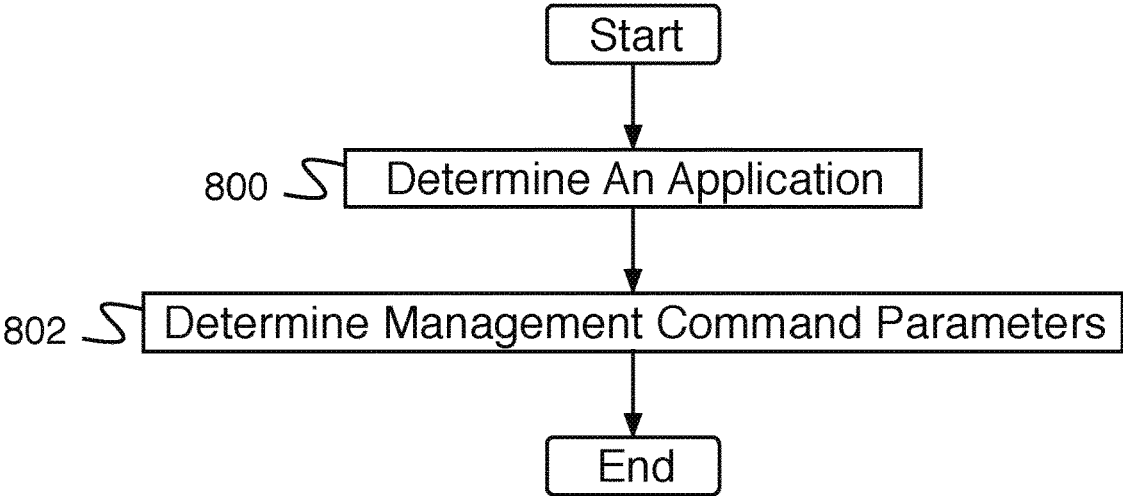 Start
800 Determine An Application
802 Determine Management Command Parameters
End